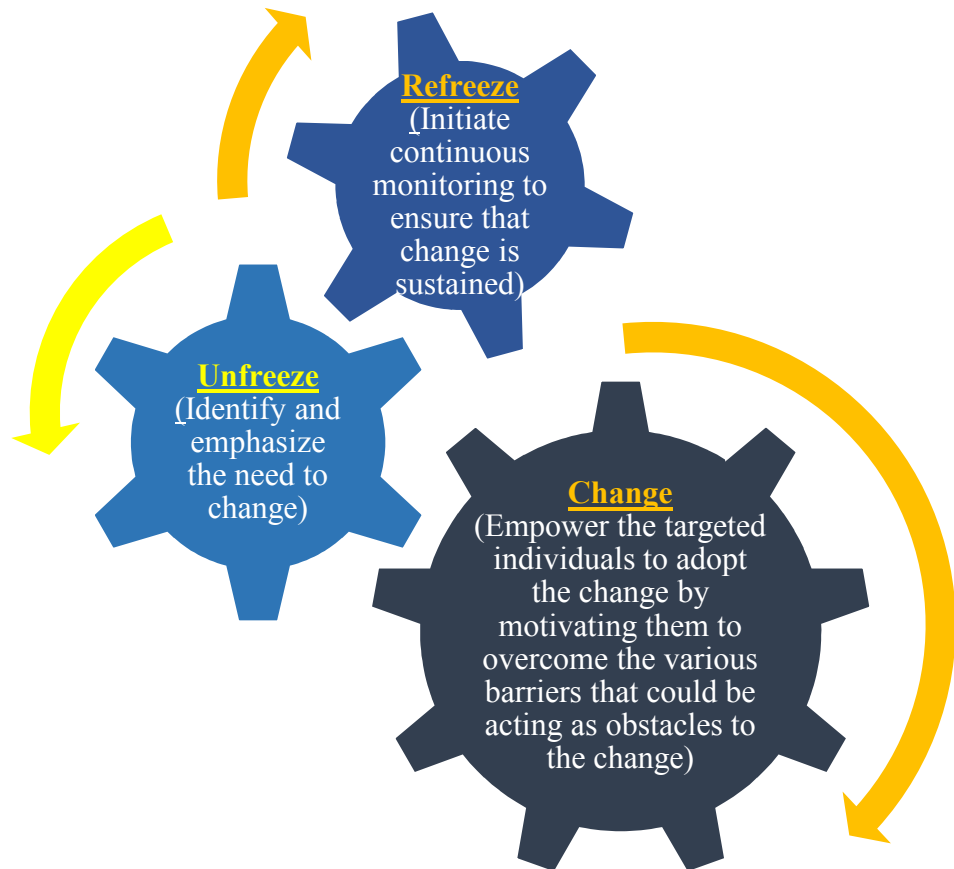 Refreeze
(Initiate
continuous
monitoring to
ensure that
change is
sustained)
Unfreeze
(Identify and
emphasize
the need to
change)
Change
(Empower the targeted
individuals to adopt
the change by
motivating them to
overcome the various
barriers that could be
acting as obstacles to
the change)